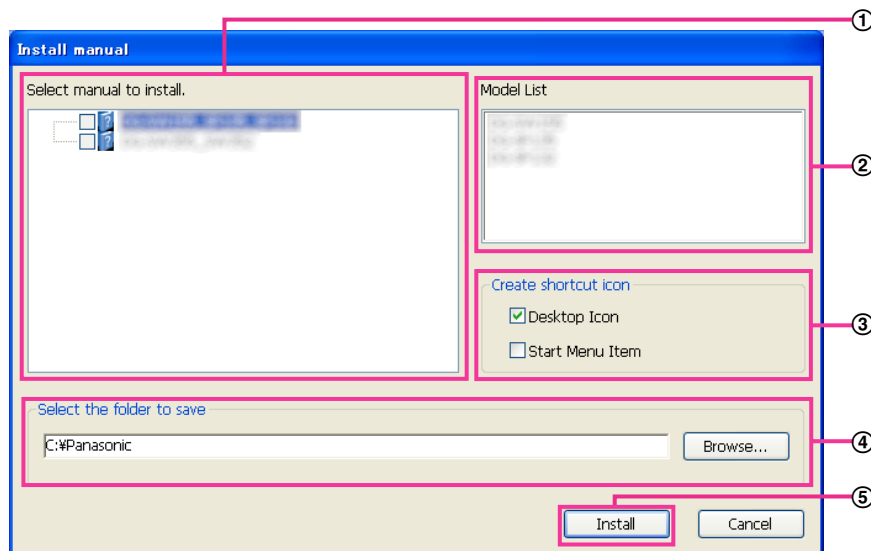 ①
Install manual
Select manual to install.
Model List
②
Create shortcut icon
Desktop Icon
③
Start Menu Item
Select the folder to save
C:¥Panasonic
Browse...
④
⑤
Install
Cancel